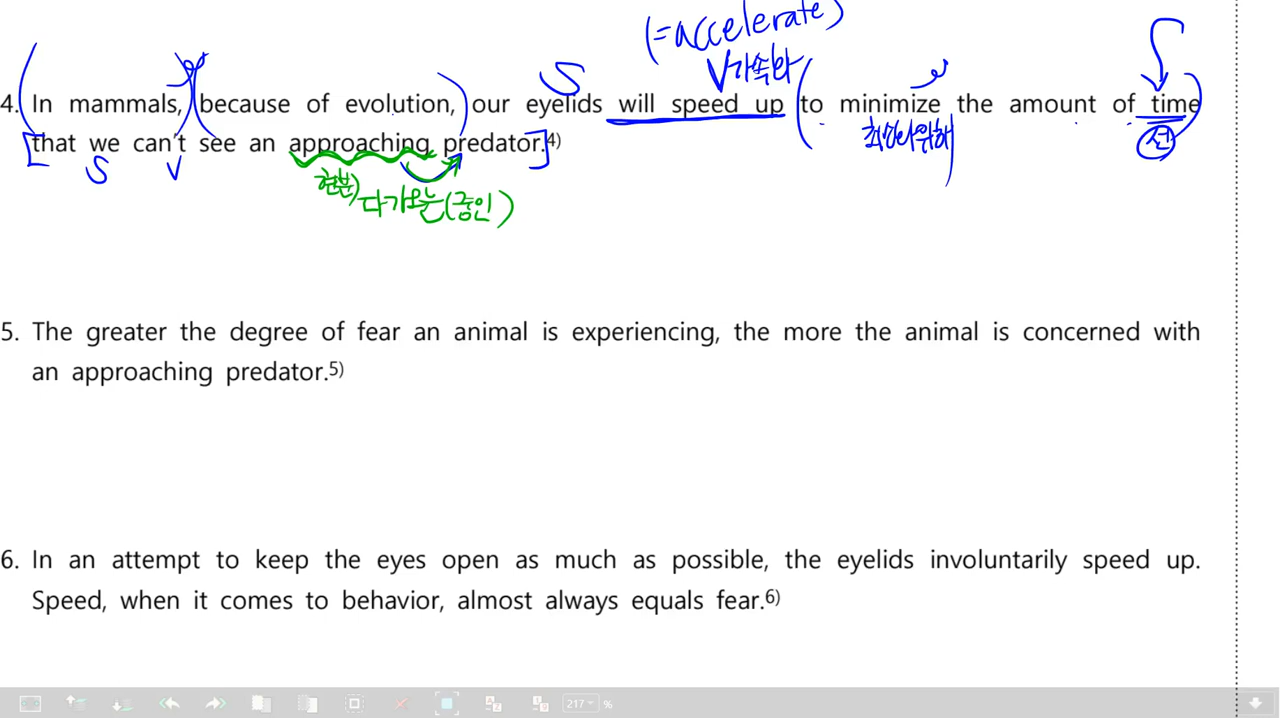 (=accelerate)
S V가속화
4. In mammals, because of evolution, our eyelids will speed up to minimize the amount of time
최소화하기위해 선
that we can't see an approaching predator.4)
S V
현분) 다가오는(중인)
5. The greater the degree of fear an animal is experiencing, the more the animal is concerned with
an approaching predator.5)
6. In an attempt to keep the eyes open as much as possible, the eyelids involuntarily speed up.
Speed, when it comes to behavior, almost always equals fear.6)
217 %